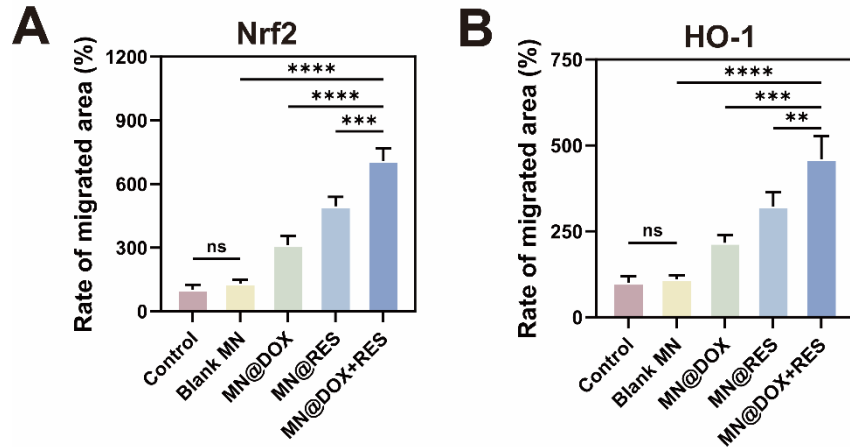 A
Nrf2
Rate of migrated area (%)
1200
900
600
300
0
ns
****
****
***
Control
Blank MN
MN@DOX
MN@RES
MN@DOX+RES
B
HO-1
Rate of migrated area (%)
750
500
250
0
ns
****
***
**
Control
Blank MN
MN@DOX
MN@RES
MN@DOX+RES